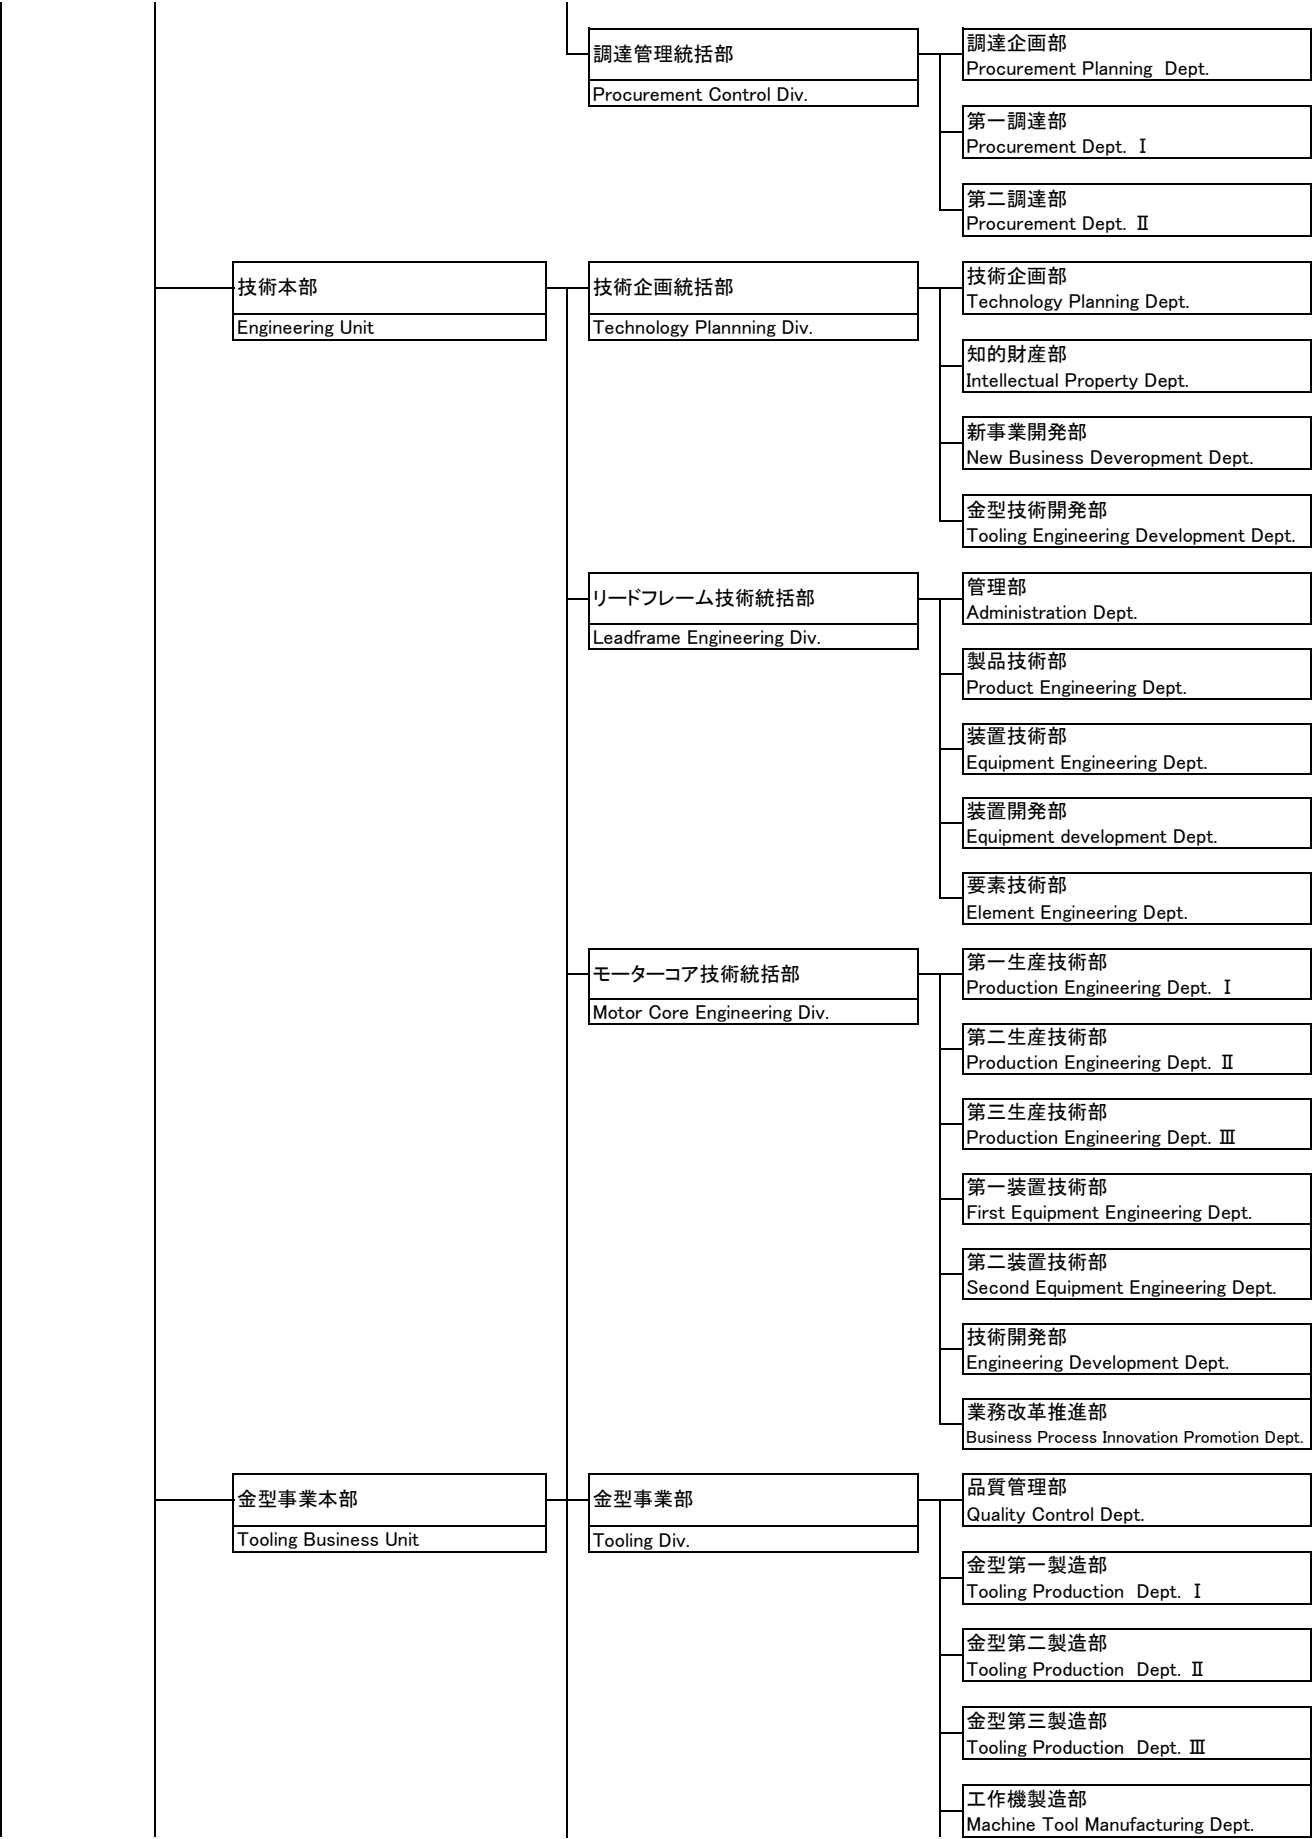 調達管理統括部
Procurement Control Div.
調達企画部
Procurement Planning Dept.
第一調達部
Procurement Dept. Ⅰ
第二調達部
Procurement Dept. Ⅱ
技術本部
Engineering Unit
技術企画統括部
Technology Plannning Div.
技術企画部
Technology Planning Dept.
知的財産部
Intellectual Property Dept.
新事業開発部
New Business Deveropment Dept.
金型技術開発部
Tooling Engineering Development Dept.
リードフレーム技術統括部
Leadframe Engineering Div.
管理部
Administration Dept.
製品技術部
Product Engineering Dept.
装置技術部
Equipment Engineering Dept.
装置開発部
Equipment development Dept.
要素技術部
Element Engineering Dept.
モーターコア技術統括部
Motor Core Engineering Div.
第一生産技術部
Production Engineering Dept. Ⅰ
第二生産技術部
Production Engineering Dept. Ⅱ
第三生産技術部
Production Engineering Dept. Ⅲ
第一装置技術部
First Equipment Engineering Dept.
第二装置技術部
Second Equipment Engineering Dept.
技術開発部
Engineering Development Dept.
業務改革推進部
Business Process Innovation Promotion Dept.
金型事業本部
Tooling Business Unit
金型事業部
Tooling Div.
品質管理部
Quality Control Dept.
金型第一製造部
Tooling Production Dept. Ⅰ
金型第二製造部
Tooling Production Dept. Ⅱ
金型第三製造部
Tooling Production Dept. Ⅲ
工作機製造部
Machine Tool Manufacturing Dept.